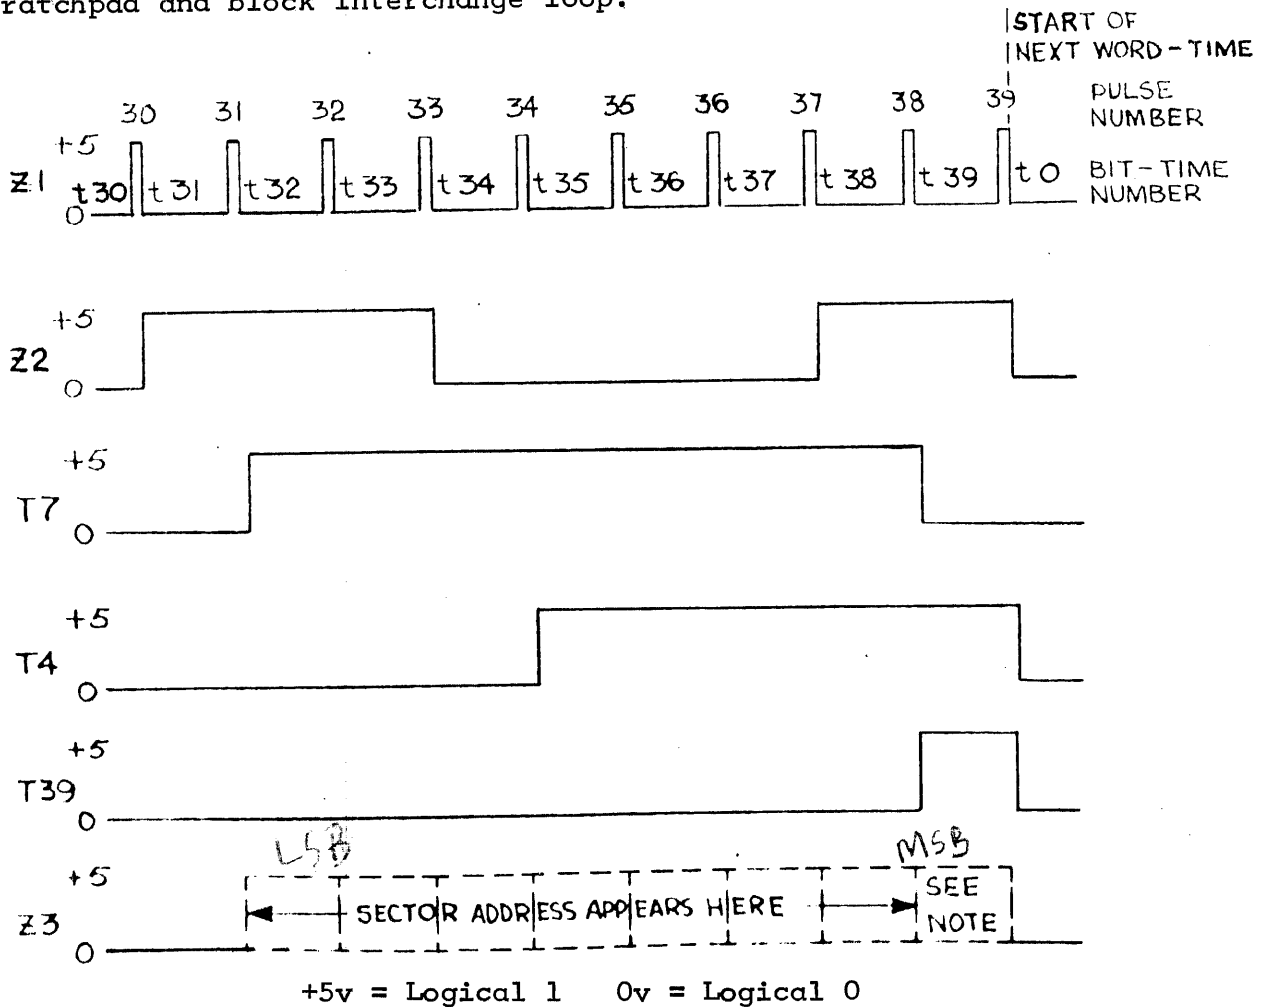 ratchpad and block interchange loop.
START OF
NEXT WORD-TIME
30 31 32 33 34 35 36 37 38 39 PULSE NUMBER
+5
Z1 t30 t31 t32 t33 t34 t35 t36 t37 t38 t39 t0 BIT-TIME NUMBER
0
+5
Z2
0
+5
T7
0
+5
T4
0
+5
T39
0
LSB MSB
+5
Z3 SECTOR ADDRESS APPEARS HERE SEE NOTE
0
+5v = Logical 1 0v = Logical 0